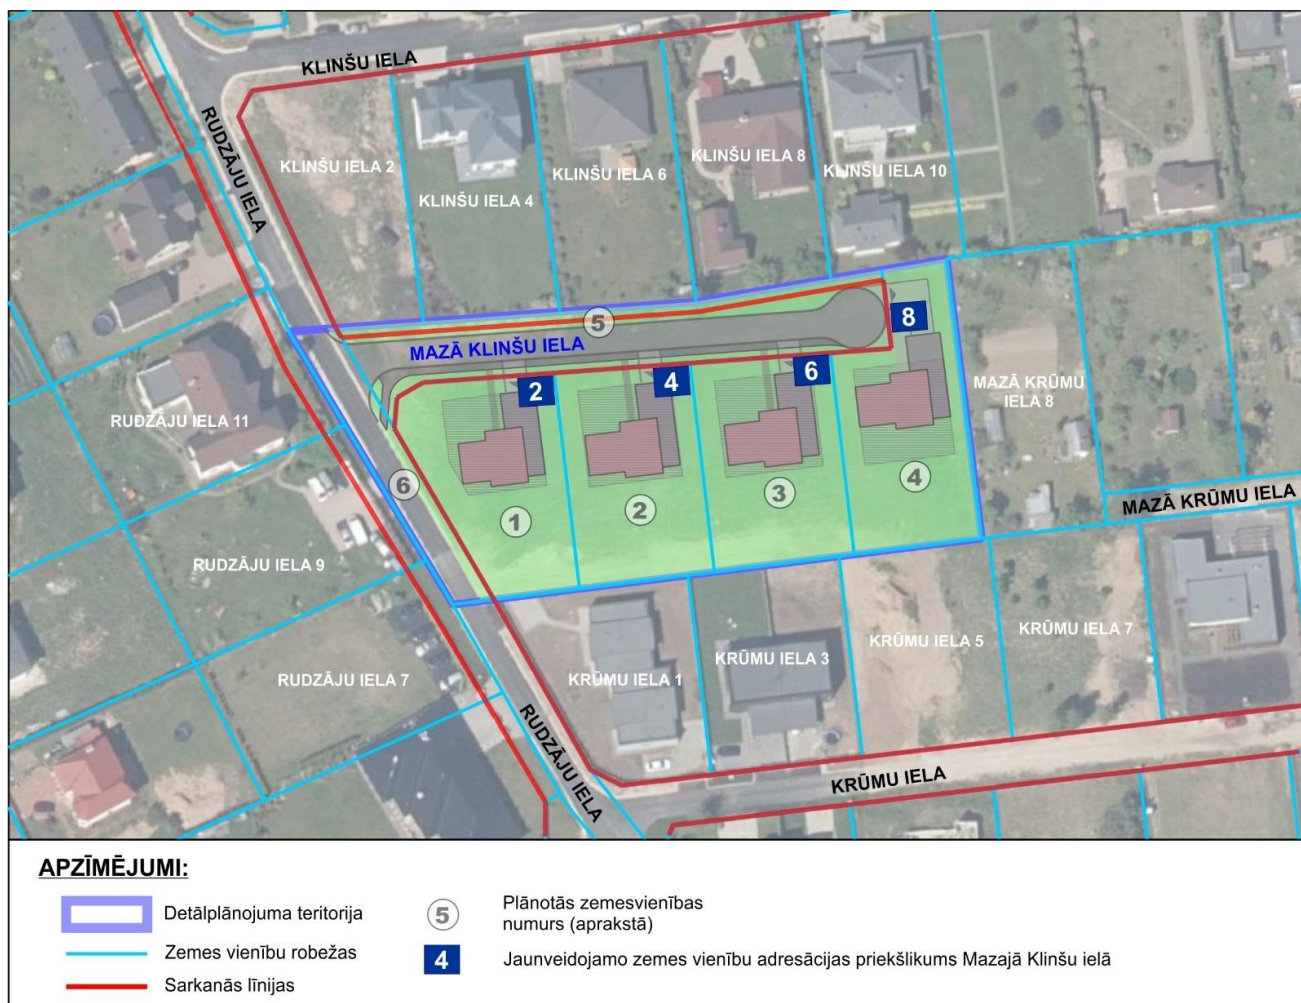 KLINŠU IELA
RUDZĀJU IELA
KLINŠU IELA 2
KLINŠU IELA 4
KLINŠU IELA 6
KLINŠU IELA 8
KLINŠU IELA 10
5
MAZĀ KLINŠU IELA
2
4
6
8
MAZĀ KRŪMU
IELA 8
RUDZĀJU IELA 11
6
1
2
3
4
MAZĀ KRŪMU IELA
RUDZĀJU IELA 9
RUDZĀJU IELA 7
KRŪMU IELA 1
KRŪMU IELA 3
KRŪMU IELA 5
KRŪMU IELA 7
RUDZĀJU IELA
KRŪMU IELA
APZĪMĒJUMI:
Detālplānojuma teritorija
Zemes vienību robežas
Sarkanās līnijas
5
Plānotās zemesvienības
numurs (aprakstā)
4
Jaunveidojamo zemes vienību adresācijas priekšlikums Mazajā Klinšu ielā